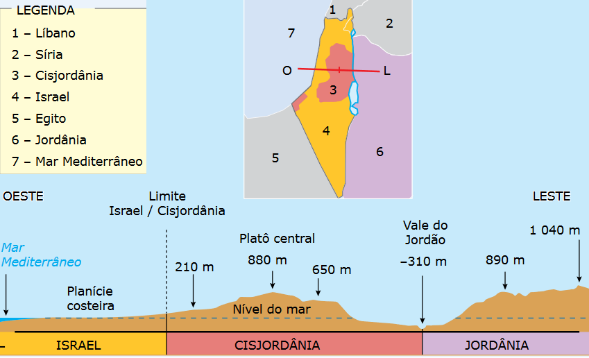 LEGENDA
1 – Líbano
2 – Síria
3 – Cisjordânia
4 – Israel
5 – Egito
6 – Jordânia
7 – Mar Mediterrâneo
1
2
7
O
L
3
4
5
6
OESTE
Limite
Israel / Cisjordânia
LESTE
Mar
Mediterrâneo
Planície
costeira
210 m
Platô central
880 m
650 m
Vale do
Jordão
–310 m
890 m
1 040 m
Nível do mar
ISRAEL
CISJORDÂNIA
JORDÂNIA